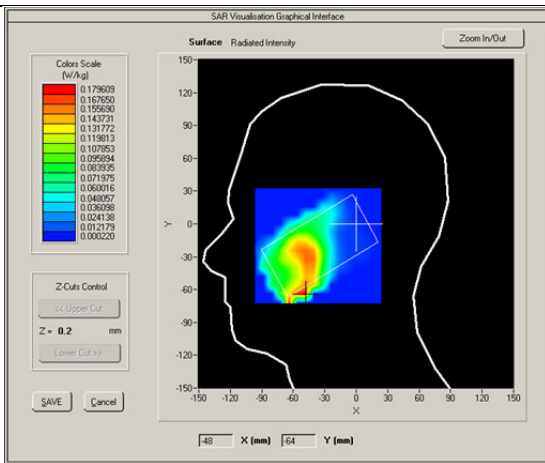 SAR Visualisation Graphical Interface
Surface Radiated Intensity
Zoom In/Out
Colors Scale
(W/kg)
0.179609
0.167650
0.155690
0.143731
0.131772
0.119813
0.107854
0.095894
0.083935
0.071975
0.060016
0.048057
0.036098
0.024138
0.012179
0.000220
Z-Cuts Control
<< Upper Cut
Z = 0.2 mm
Lower Cut >>
SAVE Cancel
150-
120-
90-
60-
30-
0-
-30-
-60-
-90-
-120-
-150-
Y
-150 -120 -90 -60 -30 0 30 60 90 120 150
X
-48 X (mm) -64 Y (mm)